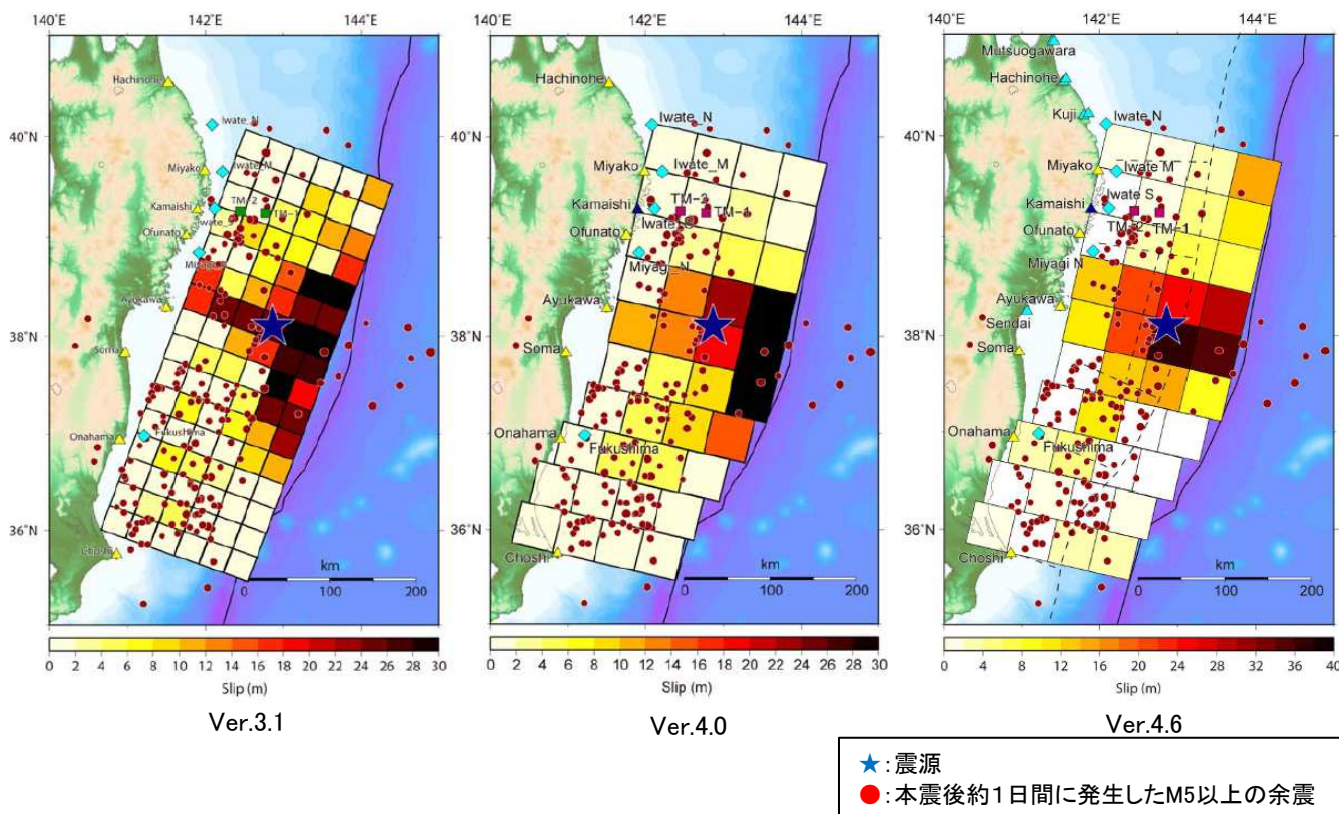 140°E 142°E 144°E
40°N
38°N
36°N
Hachinohe
Iwate_N
Miyako
Iwate_N
Kamaishi
TM-2
TM-1
Ofunato
Ayukawa
Soma
Onahama
Fukushima
Choshi
km
0 100 200
0 2 4 6 8 10 12 14 16 18 20 22 24 26 28 30
Slip (m)
Ver.3.1
140°E 142°E 144°E
40°N
38°N
36°N
Hachinohe
Iwate_N
Miyako
Iwate_M
Kamaishi
TM-2
TM-1
Iwate_S
Ofunato
Miyagi_N
Ayukawa
Soma
Onahama
Fukushima
Choshi
km
0 100 200
0 2 4 6 8 10 12 14 16 18 20 22 24 26 28 30
Slip (m)
Ver.4.0
140°E 142°E 144°E
40°N
38°N
36°N
Mutsuogawara
Hachinohe
Kuji
Iwate N
Miyako
Iwate M
Iwate S
Kamaishi
TM-2
TM-1
Ofunato
Miyagi N
Ayukawa
Sendai
Soma
Onahama
Fukushima
Choshi
km
0 100 200
0 4 8 12 16 20 24 28 32 36 40
Slip (m)
Ver.4.6
★:震源
●:本震後約1日間に発生したM5以上の余震